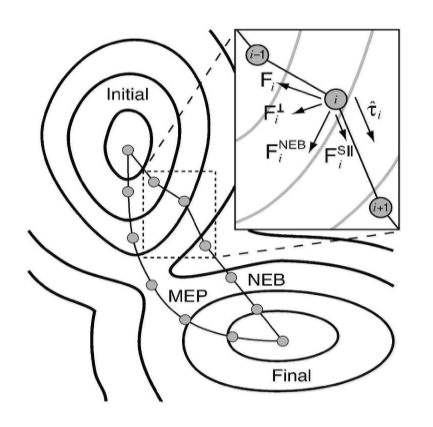 i-1
Initial
F_i
i
F_i^⊥
τ̂_i
F_i^NEB
F_i^S∥
i+1
NEB
MEP
Final